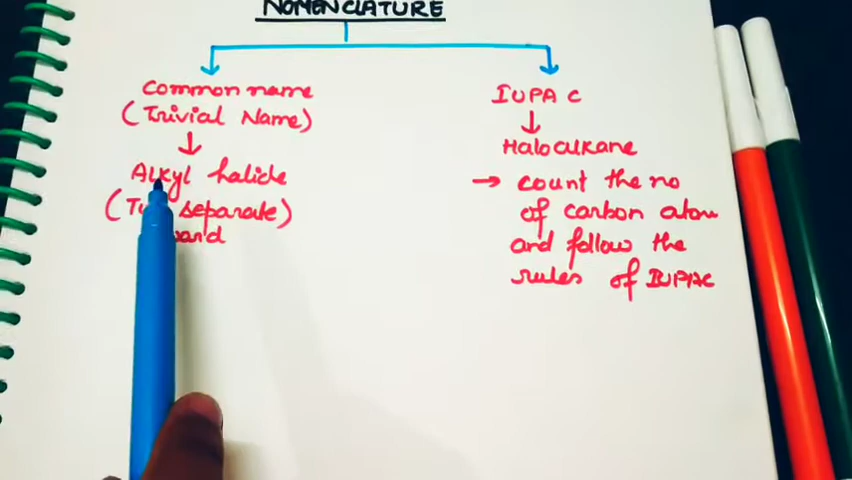 NOMENCLATURE
Common name
(Trivial Name)
Alkyl halide
(separate)
IUPAC
Haloalkane
→ count the no
of carbon atom
and follow the
rules of IUPAC